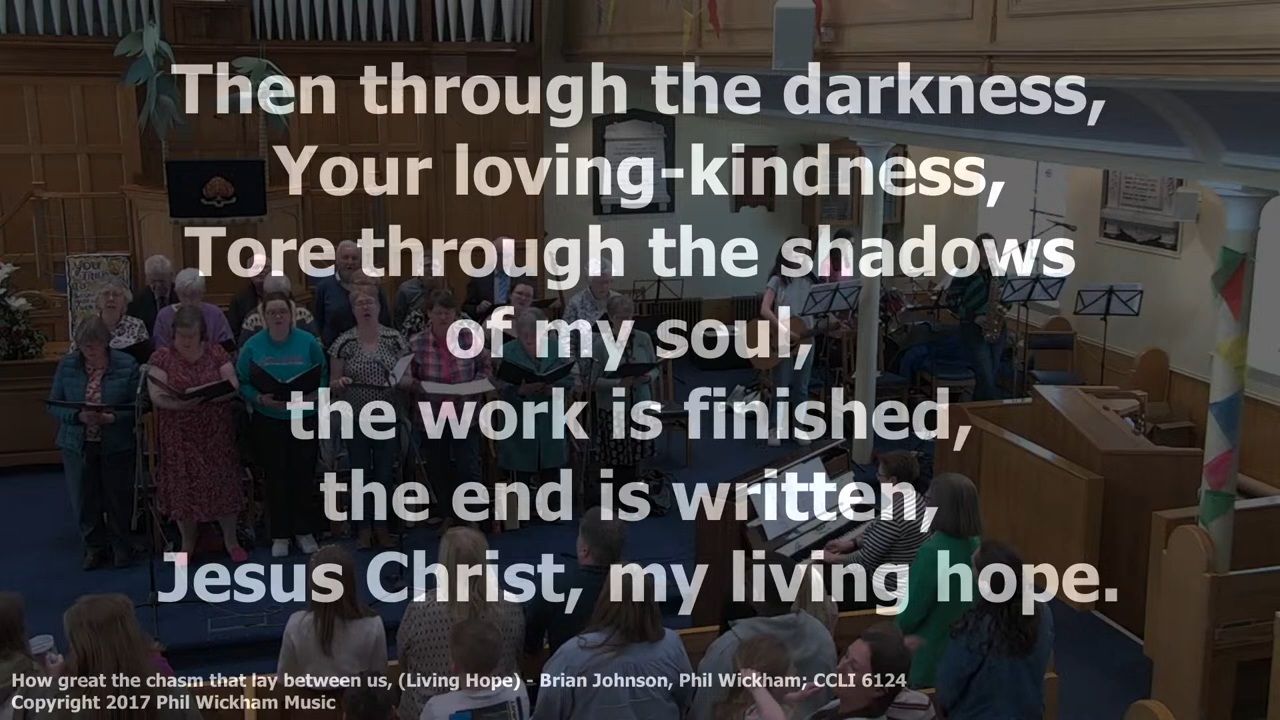 Then through the darkness,
Your loving-kindness,
Tore through the shadows
of my soul,
the work is finished,
the end is written,
Jesus Christ, my living hope.
How great the chasm that lay between us, (Living Hope) - Brian Johnson, Phil Wickham; CCLI 6124
Copyright 2017 Phil Wickham Music